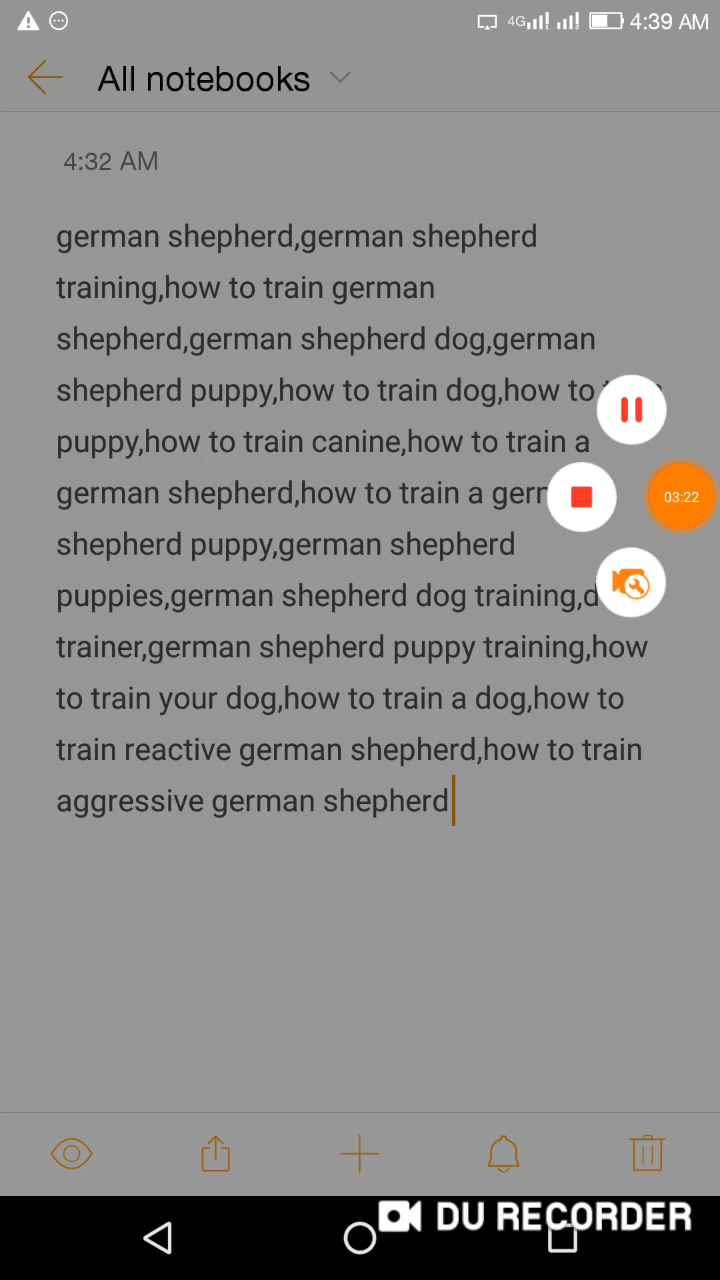 4G 4:39 AM
All notebooks
4:32 AM
german shepherd,german shepherd
training,how to train german
shepherd,german shepherd dog,german
shepherd puppy,how to train dog,how to
puppy,how to train canine,how to train a
german shepherd,how to train a
shepherd puppy,german shepherd
03:22
puppies,german shepherd dog training,
trainer,german shepherd puppy training,how
to train your dog,how to train a dog,how to
train reactive german shepherd,how to train
aggressive german shepherd
DU RECORDER